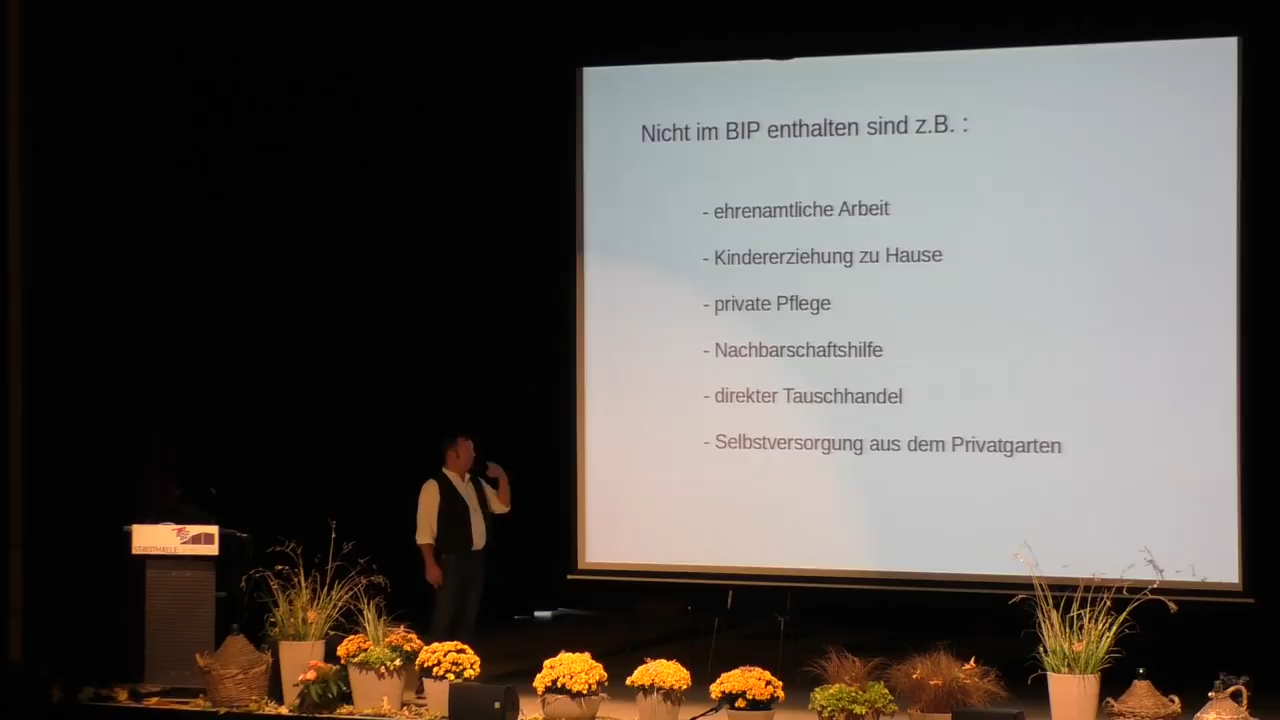 Nicht im BIP enthalten sind z.B. :
- ehrenamtliche Arbeit
- Kindererziehung zu Hause
- private Pflege
- Nachbarschaftshilfe
- direkter Tauschhandel
- Selbstversorgung aus dem Privatgarten
STADTHALLE